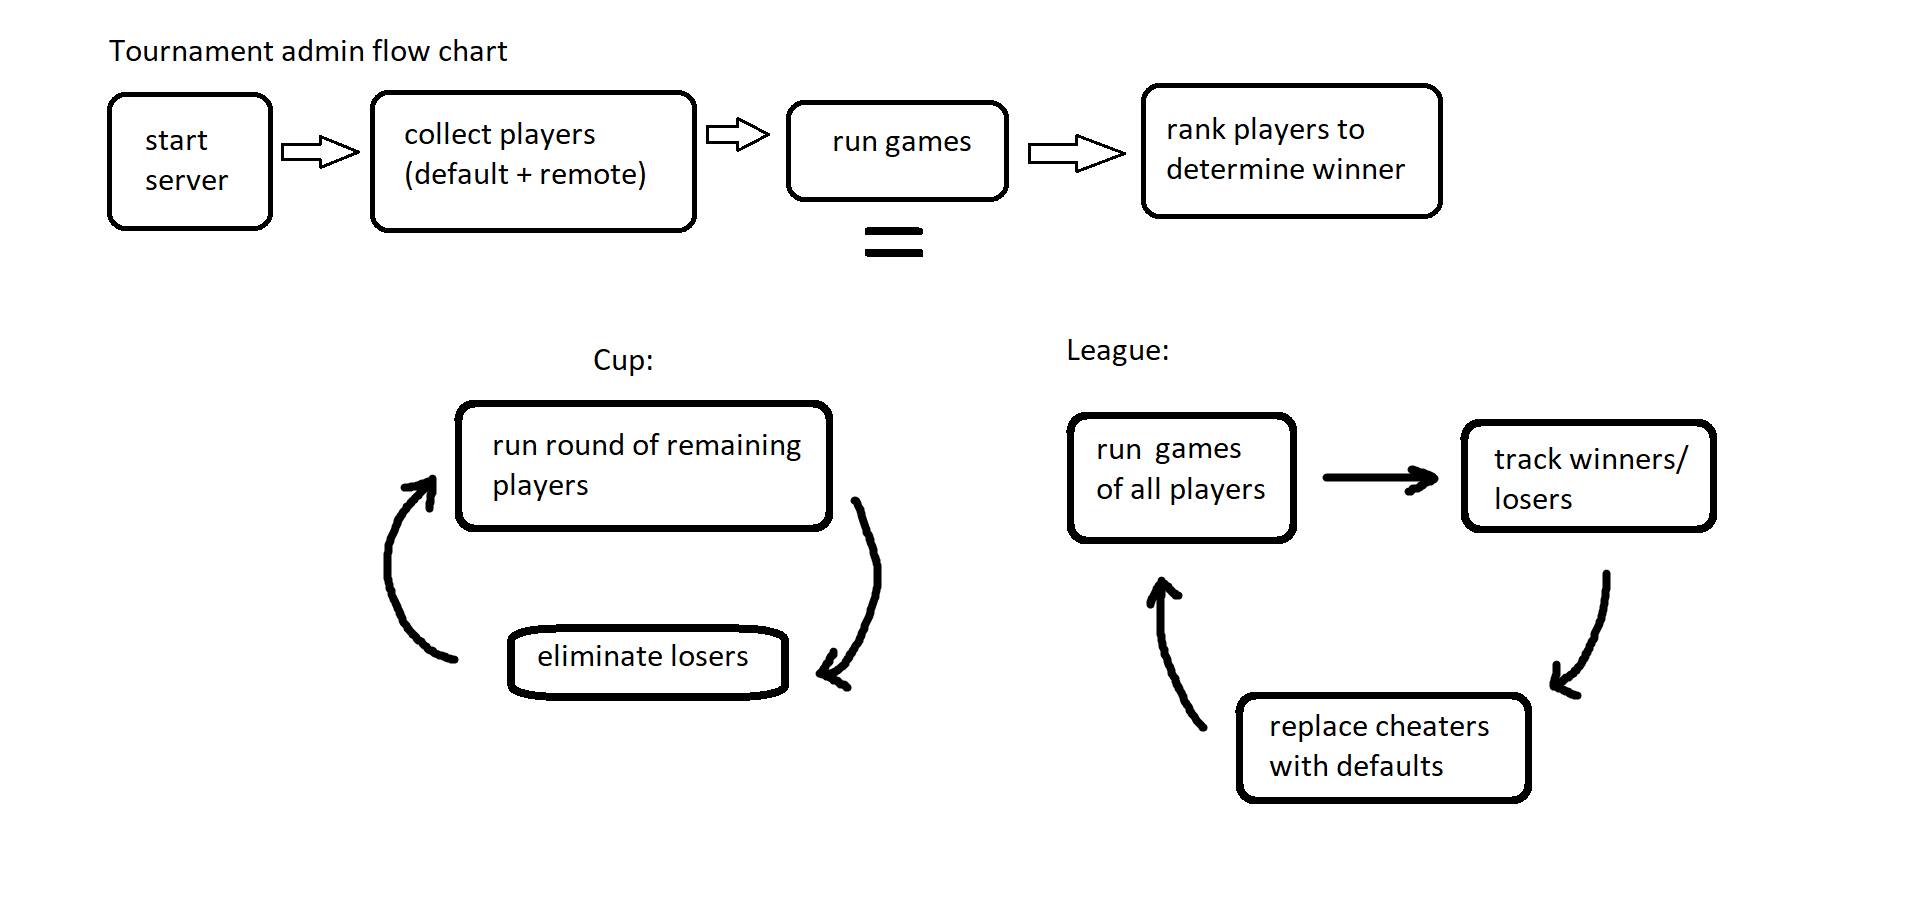 Tournament admin flow chart
start
server
collect players
(default + remote)
run games
rank players to
determine winner
=
Cup:
run round of remaining
players
eliminate losers
League:
run games
of all players
track winners/
losers
replace cheaters
with defaults